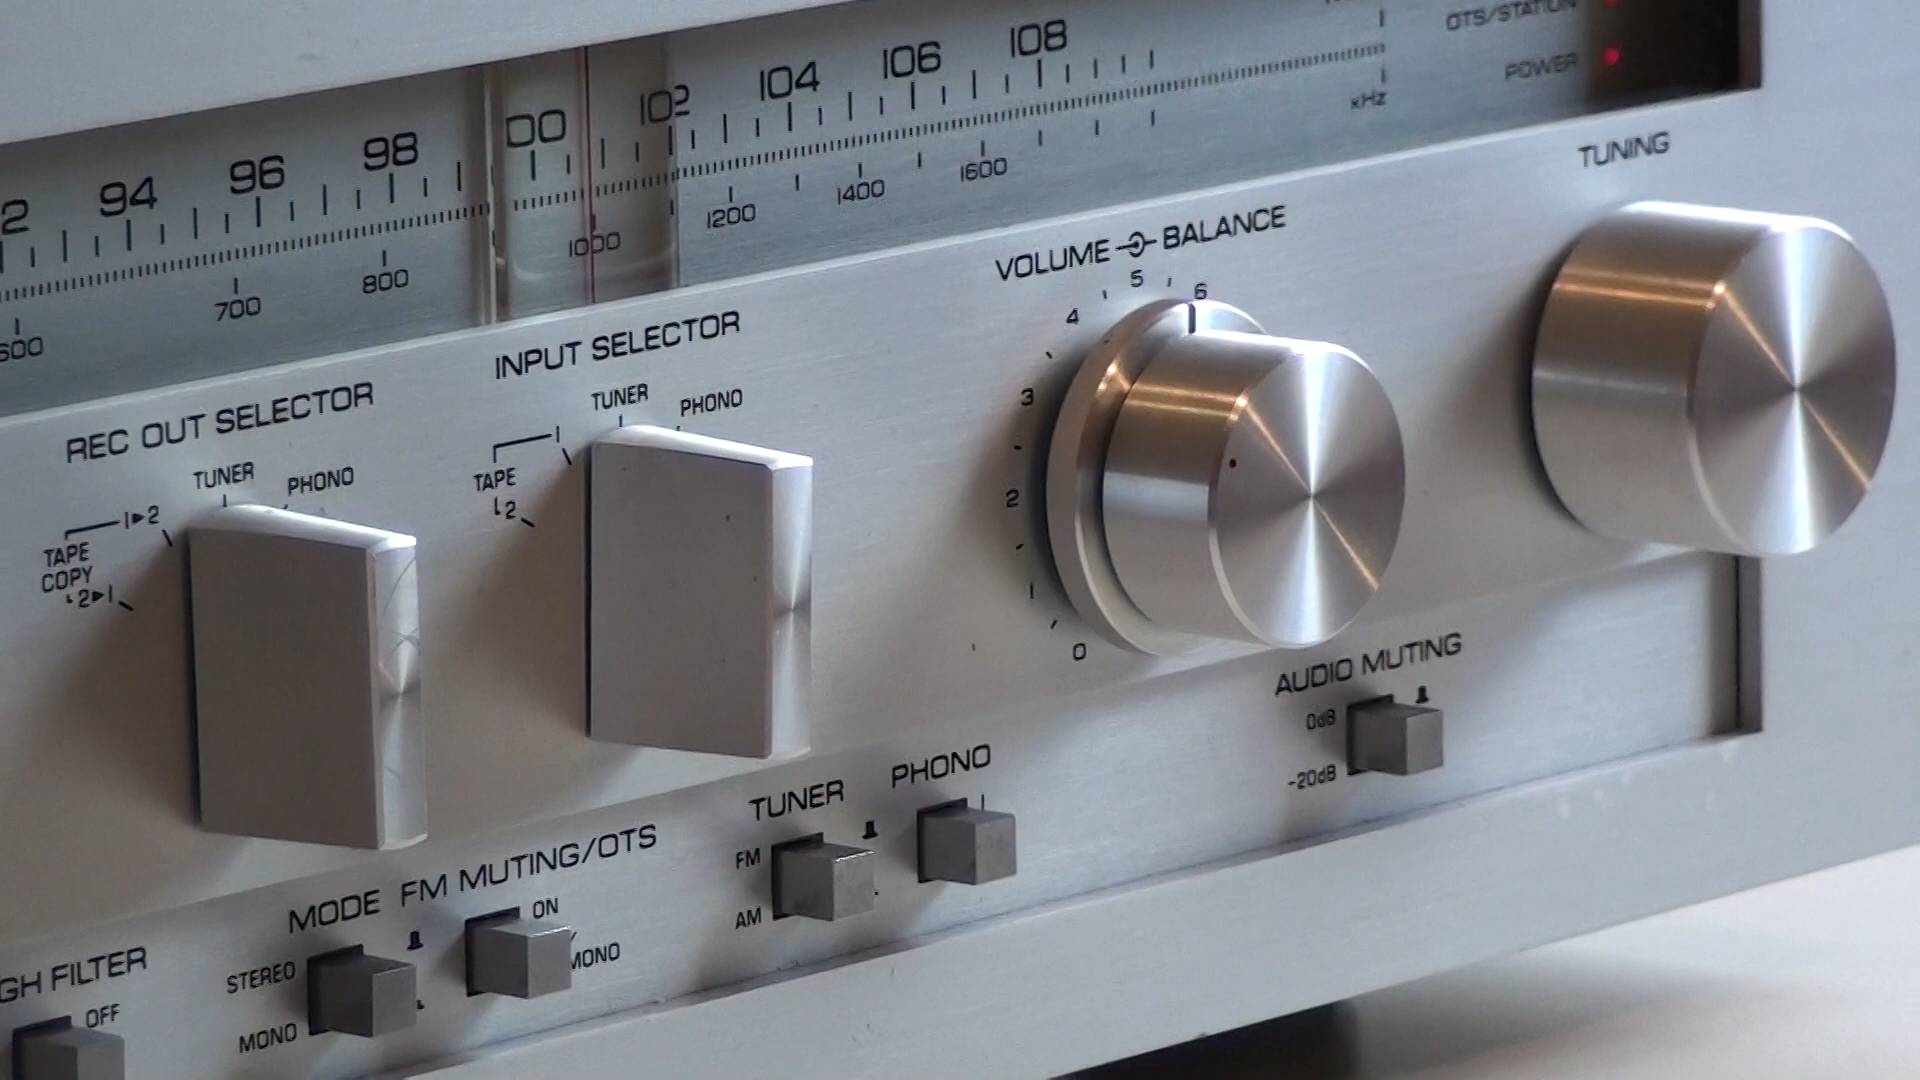 OTS/STATION
POWER
94 96 98 102 104 106 108
kHz
700 800 1000 1200 1400 1600
TUNING
VOLUME BALANCE
0 1 2 3 4 5 6
INPUT SELECTOR
TUNER PHONO
TAPE 1
2
REC OUT SELECTOR
TUNER PHONO
1▸2
TAPE
COPY
2▸1
AUDIO MUTING
0dB
-20dB
PHONO
TUNER
FM
AM
FM MUTING/OTS
ON
MONO
MODE
STEREO
MONO
GH FILTER
OFF